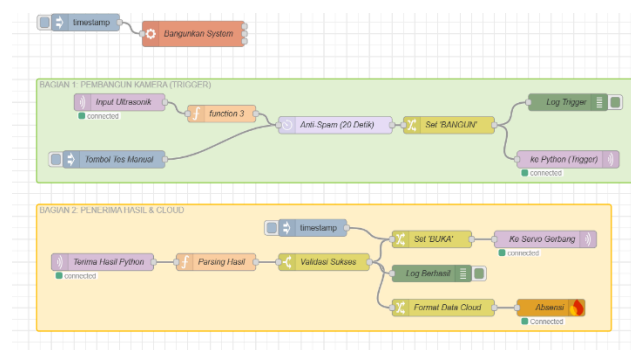 timestamp
Bangunkan System
BAGIAN 1: PEMBANGUN KAMERA (TRIGGER)
Input Ultrasonik
connected
function 3
Anti-Spam (20 Detik)
Set 'BANGUN'
Log Trigger
Tombol Tes Manual
ke Python (Trigger)
connected
BAGIAN 2: PENERIMA HASIL & CLOUD
timestamp
Set 'BUKA'
Ke Servo Gerbang
connected
Terima Hasil Python
connected
Parsing Hasil
Validasi Sukses
Log Berhasil
Format Data Cloud
Absensi
Connected